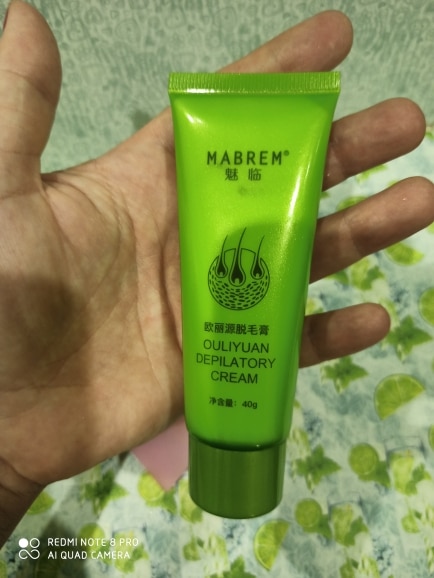 MABREM®
魅临
欧丽源脱毛膏
OULIYUAN
DEPILATORY
CREAM
净含量：40g
REDMI NOTE 8 PRO
AI QUAD CAMERA